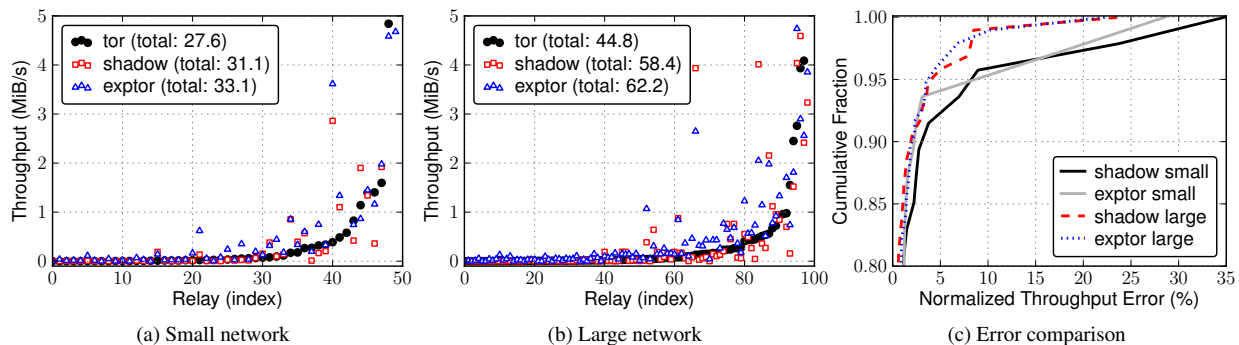 5
4
3
2
1
0
Throughput (MiB/s)
tor (total: 27.6)
shadow (total: 31.1)
exptor (total: 33.1)
0 10 20 30 40 50
Relay (index)
(a) Small network
5
4
3
2
1
0
Throughput (MiB/s)
tor (total: 44.8)
shadow (total: 58.4)
exptor (total: 62.2)
0 20 40 60 80 100
Relay (index)
(b) Large network
1.00
0.95
0.90
0.85
0.80
Cumulative Fraction
shadow small
exptor small
shadow large
exptor large
0 5 10 15 20 25 30 35
Normalized Throughput Error (%)
(c) Error comparison